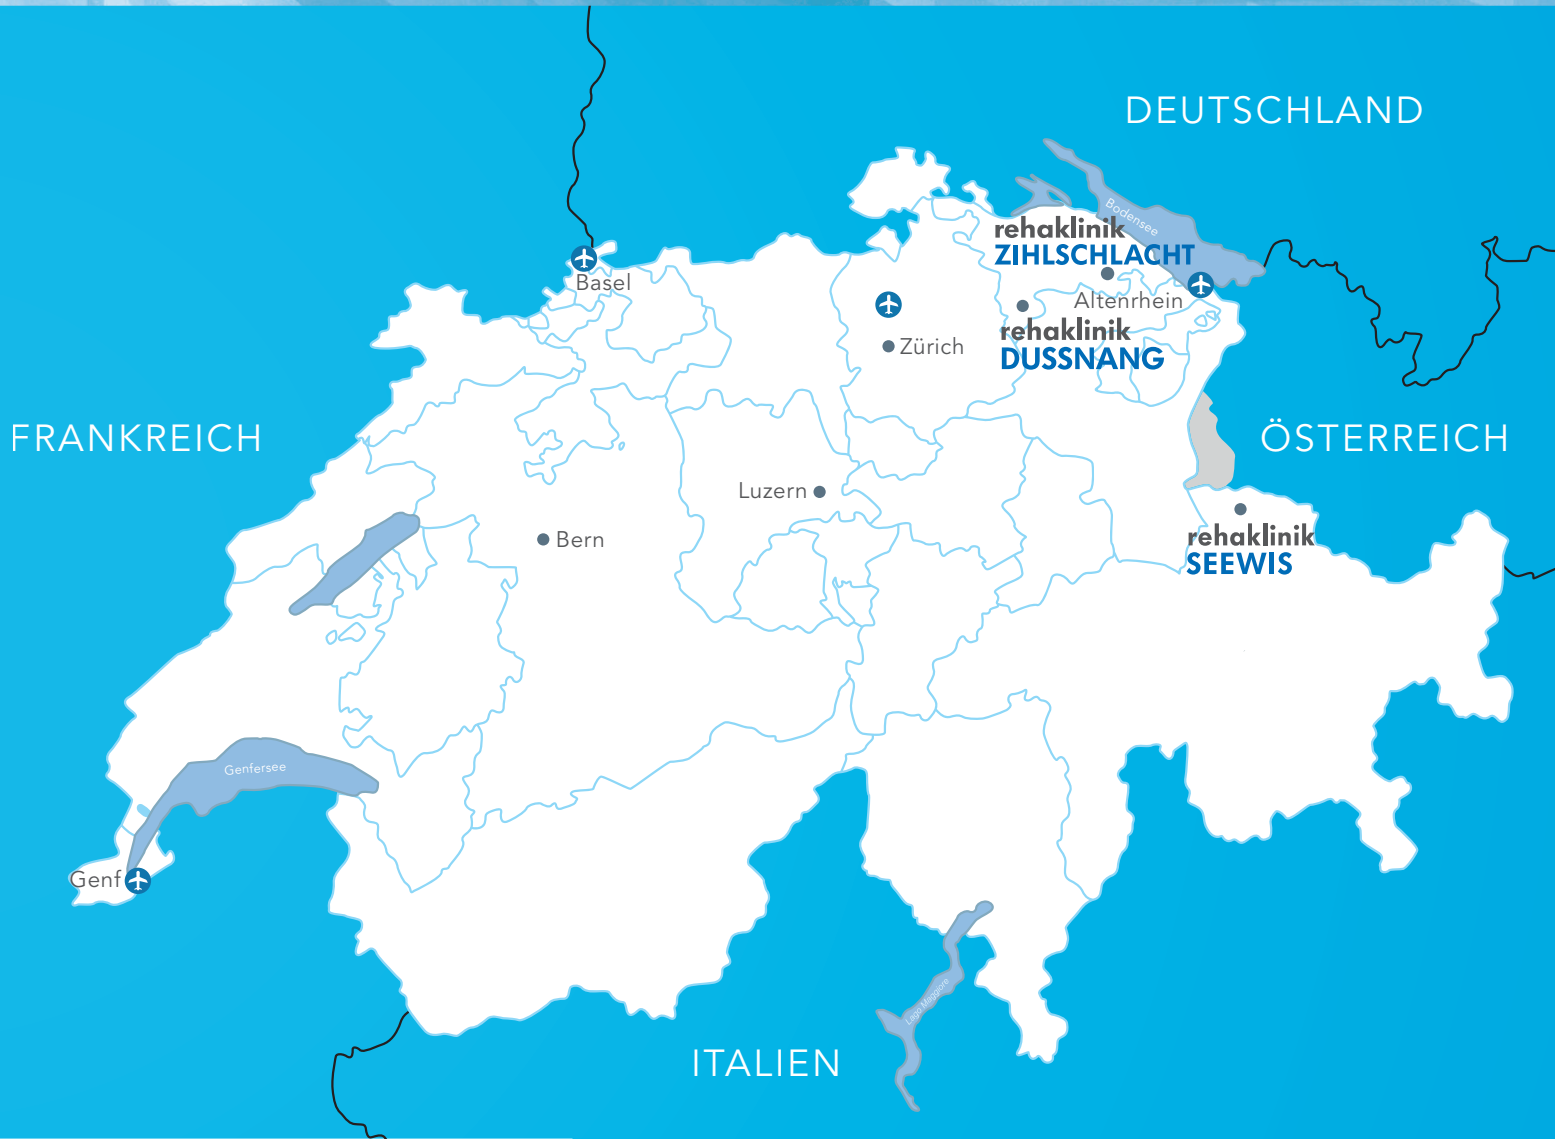 DEUTSCHLAND
Bodensee
rehaklinik
ZIHLSCHLACHT
Basel
Altenrhein
rehaklinik
DUSSNANG
Zürich
FRANKREICH
ÖSTERREICH
Luzern
Bern
rehaklinik
SEEWIS
Genfersee
Genf
Lago Maggiore
ITALIEN